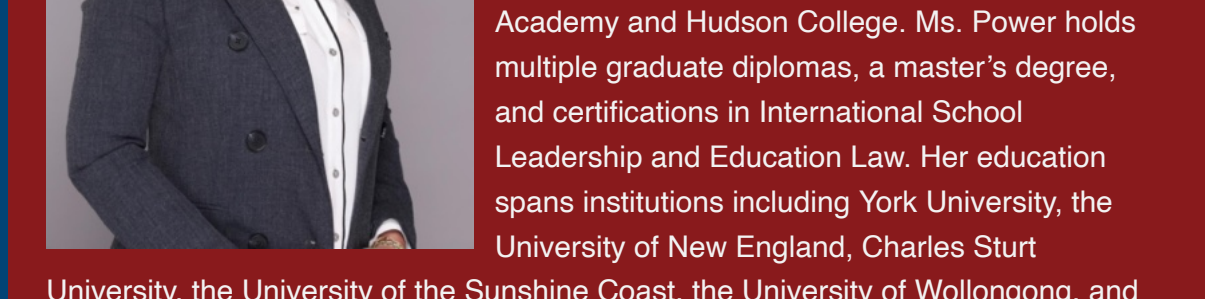 Academy and Hudson College. Ms. Power holds
multiple graduate diplomas, a master’s degree,
and certifications in International School
Leadership and Education Law. Her education
spans institutions including York University, the
University of New England, Charles Sturt
University, the University of the Sunshine Coast, the University of Wollongong, and